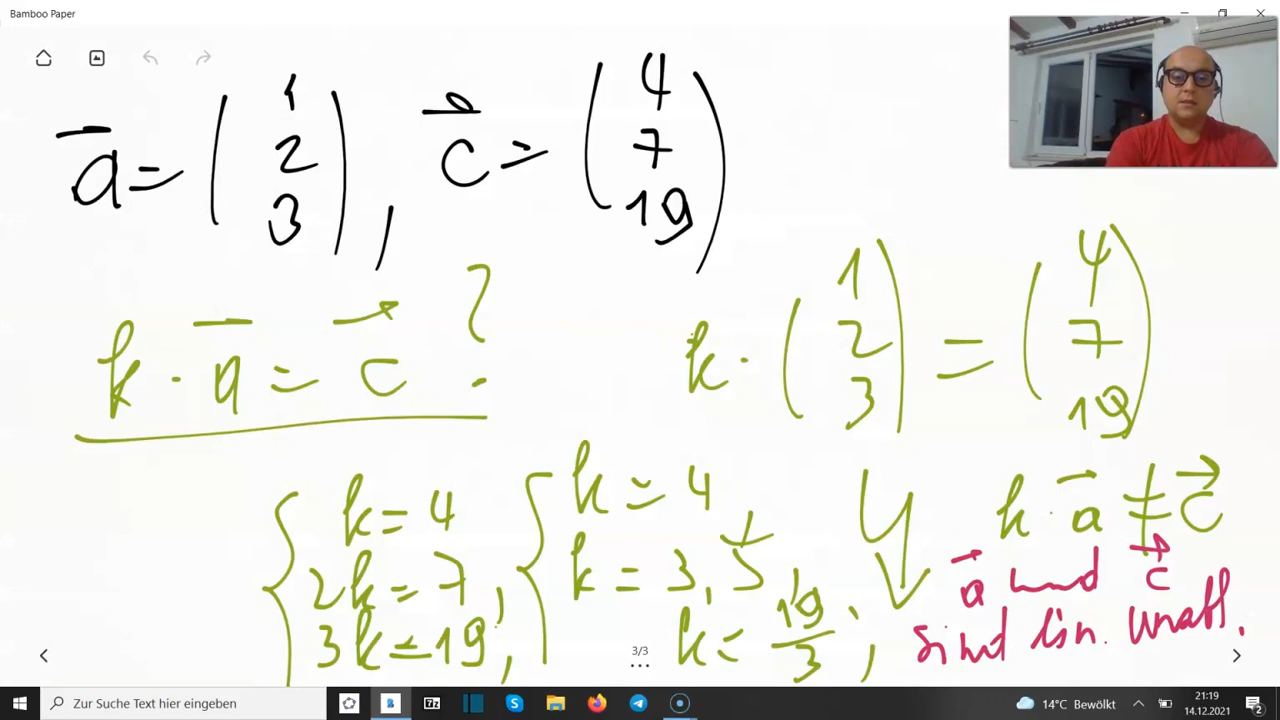 Bamboo Paper
a = (1 2 3), c = (4 7 19)
k · a = c ?
k · (1 2 3) = (4 7 19)
{ k = 4
2k = 7
3k = 19 ,
{ k = 4
k = 3,5
k = 19/3 ;
k · a ≠ c
a und c
sind lin. unabh.
3/3
Zur Suche Text hier eingeben
7z
14°C Bewölkt
21:19
14.12.2021
2